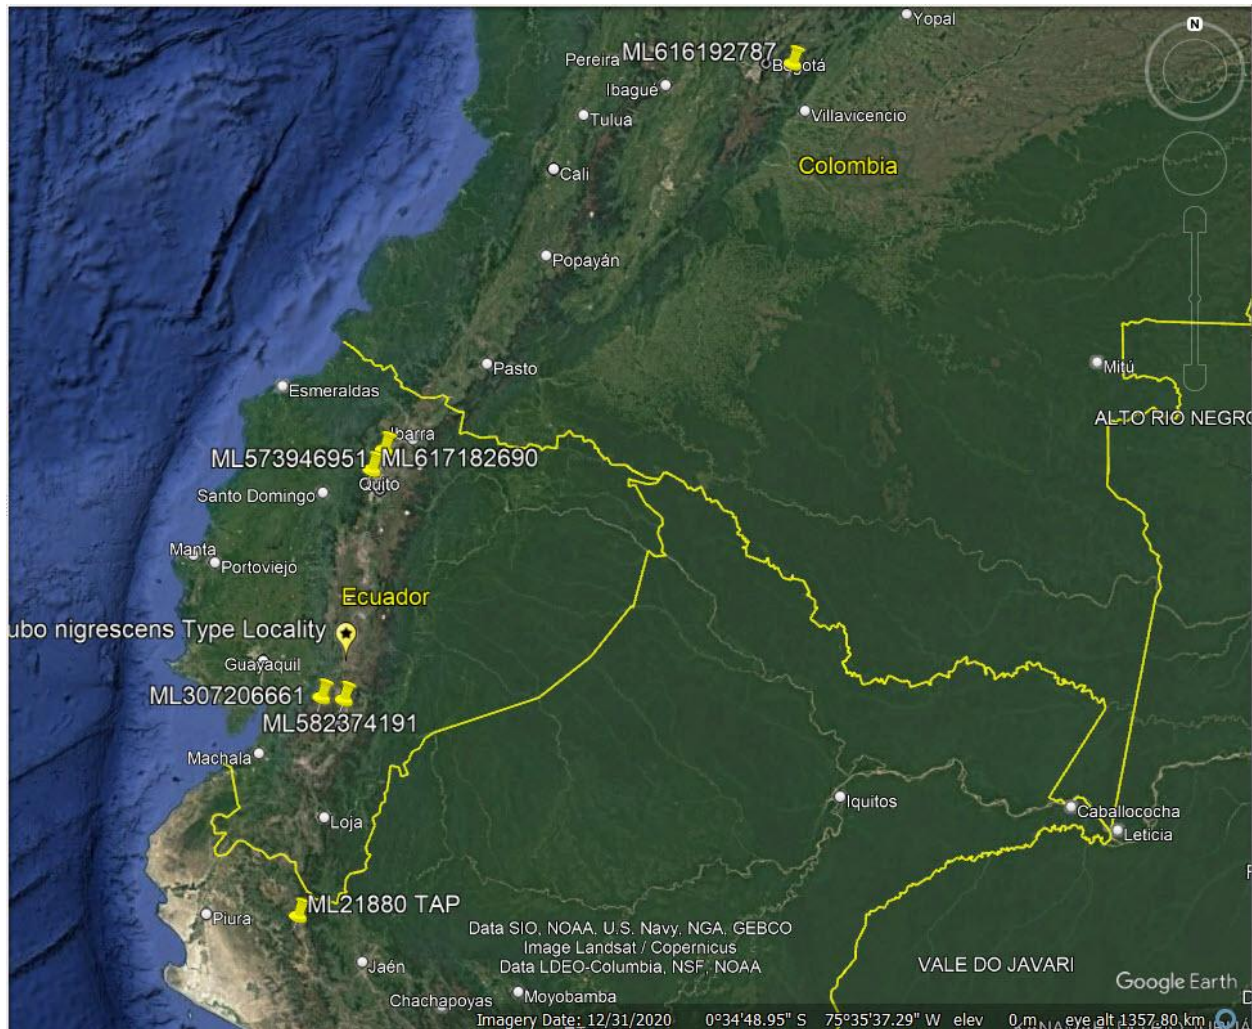 Yopal
N
Pereira
ML616192787
Bogotá
Ibagué
Tulua
Villavicencio
Cali
Colombia
Popayán
Pasto
Mitú
Esmeraldas
ALTO RIO NEGRO
Ibarra
ML573946951
ML617182690
Quito
Santo Domingo
Manta
Portoviejo
Ecuador
ubo nigrescens Type Locality
Guayaquil
ML307206661
ML582374191
Machala
Iquitos
Caballococha
Loja
Leticia
ML21880 TAP
Piura
Data SIO, NOAA, U.S. Navy, NGA, GEBCO
Image Landsat / Copernicus
Data LDEO-Columbia, NSF, NOAA
Jaén
VALE DO JAVARI
Google Earth
Chachapoyas
Moyobamba
Imagery Date: 12/31/2020 0°34'48.95" S 75°35'37.29" W elev 0 m eye alt 1357.80 km